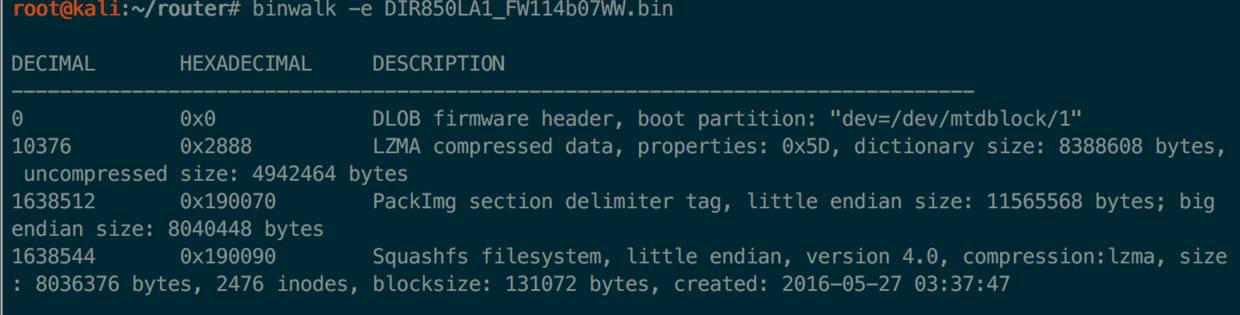 root@kali:~/router# binwalk -e DIR850LA1_FW114b07WW.bin
DECIMAL       HEXADECIMAL     DESCRIPTION
--------------------------------------------------------------------------------
0             0x0             DLOB firmware header, boot partition: "dev=/dev/mtdblock/1"
10376         0x2888          LZMA compressed data, properties: 0x5D, dictionary size: 8388608 bytes,
 uncompressed size: 4942464 bytes
1638512       0x190070        PackImg section delimiter tag, little endian size: 11565568 bytes; big
endian size: 8040448 bytes
1638544       0x190090        Squashfs filesystem, little endian, version 4.0, compression:lzma, size
: 8036376 bytes, 2476 inodes, blocksize: 131072 bytes, created: 2016-05-27 03:37:47